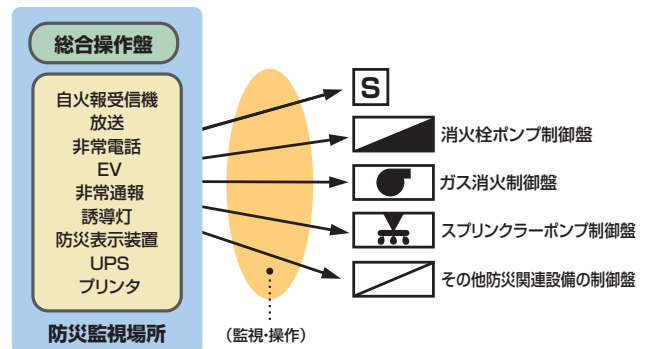 総合操作盤
自火報受信機
放送
非常電話
EV
非常通報
誘導灯
防災表示装置
UPS
プリンタ
防災監視場所
(監視・操作)
S
消火栓ポンプ制御盤
ガス消火制御盤
スプリンクラーポンプ制御盤
その他防災関連設備の制御盤